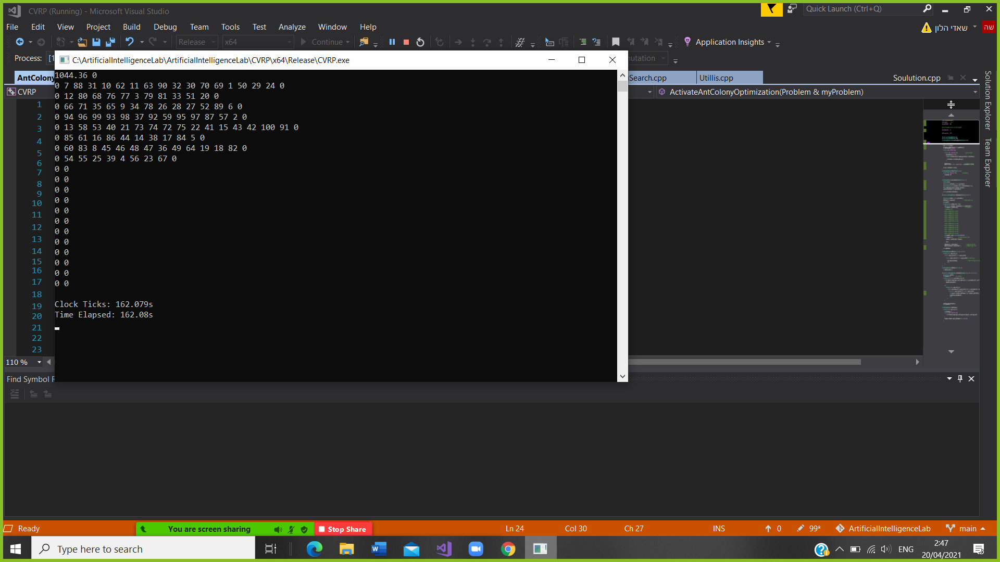 CVRP (Running) - Microsoft Visual Studio
Quick Launch (Ctrl+Q)
File Edit View Project Build Debug Team Tools Test Analyze Window Help
שאדי הלון
שה
Release x64 Continue Application Insights
Process:
C:\ArtificialIntelligenceLab\ArtificialIntelligenceLab\CVRP\x64\Release\CVRP.exe
AntColony
Search.cpp
Utillis.cpp
Soulution.cpp
CVRP
ActivateAntColonyOptimization(Problem & myProblem)
Solution Explorer
Team Explorer
1044.36 0
0 7 88 31 10 62 11 63 90 32 30 70 69 1 50 29 24 0
0 12 80 68 76 77 3 79 81 33 51 20 0
0 66 71 35 65 9 34 78 26 28 27 52 89 6 0
0 94 96 99 93 98 37 92 59 95 97 87 57 2 0
0 13 58 53 40 21 73 74 72 75 22 41 15 43 42 100 91 0
0 85 61 16 86 44 14 38 17 84 5 0
0 60 83 8 45 46 48 47 36 49 64 19 18 82 0
0 54 55 25 39 4 56 23 67 0
0 0
0 0
0 0
0 0
0 0
0 0
0 0
0 0
0 0
0 0
0 0
0 0
Clock Ticks: 162.079s
Time Elapsed: 162.08s
1
2
3
4
5
6
7
8
9
10
11
12
13
14
15
16
17
18
19
20
21
22
23
110 %
Find Symbol
Ready
You are screen sharing
Stop Share
Ln 24 Col 30 Ch 27 INS 0 99* ArtificialIntelligenceLab main
Type here to search
ENG
2:47
20/04/2021